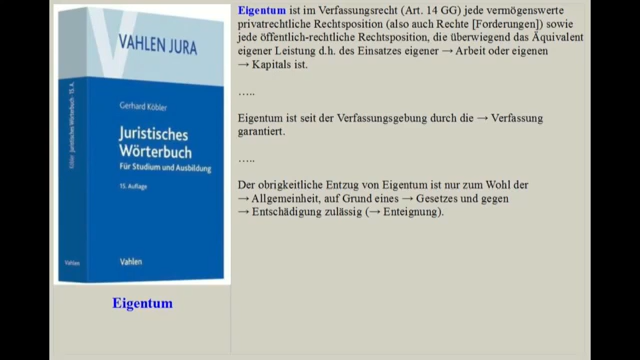 VAHLEN JURA
Gerhard Köbler
Juristisches
Wörterbuch
Für Studium und Ausbildung
15. Auflage
Vahlen
Eigentum
Eigentum ist im Verfassungsrecht (Art. 14 GG) jede vermögenswerte
privatrechtliche Rechtsposition (also auch Rechte [Forderungen]) sowie
jede öffentlich-rechtliche Rechtsposition, die überwiegend das Äquivalent
eigener Leistung d.h. des Einsatzes eigener → Arbeit oder eigenen
→ Kapitals ist.
…..
Eigentum ist seit der Verfassungsgebung durch die → Verfassung
garantiert.
…..
Der obrigkeitliche Entzug von Eigentum ist nur zum Wohl der
→ Allgemeinheit, auf Grund eines → Gesetzes und gegen
→ Entschädigung zulässig (→ Enteignung).